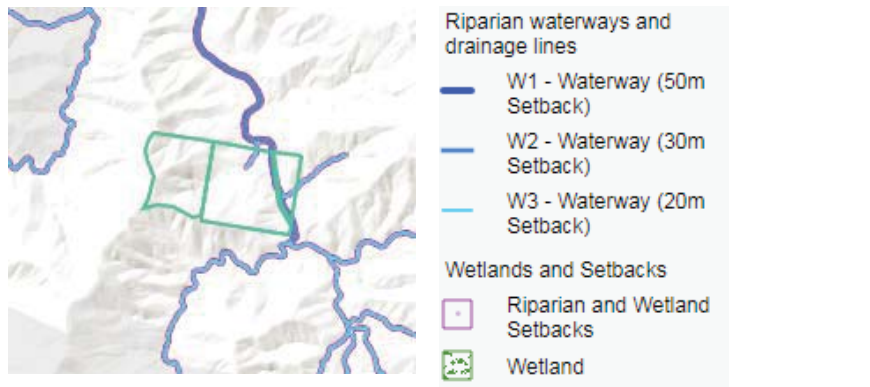 Riparian waterways and
drainage lines
W1 - Waterway (50m
Setback)
W2 - Waterway (30m
Setback)
W3 - Waterway (20m
Setback)
Wetlands and Setbacks
Riparian and Wetland
Setbacks
Wetland